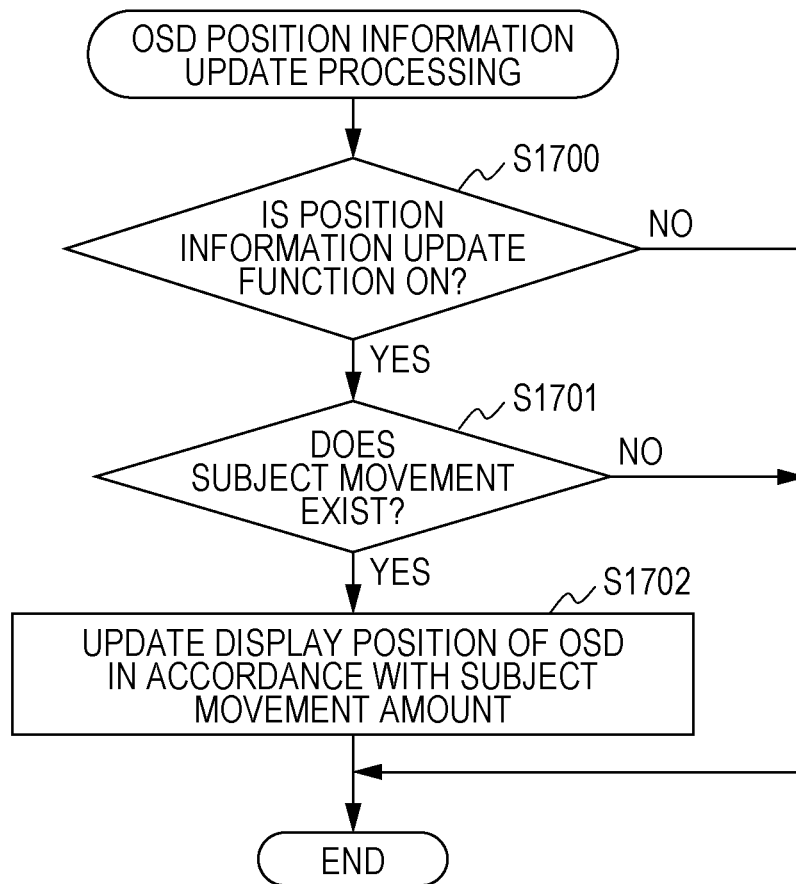 OSD POSITION INFORMATION
UPDATE PROCESSING
S1700
IS POSITION
INFORMATION UPDATE
FUNCTION ON?
NO
YES
S1701
DOES
SUBJECT MOVEMENT
EXIST?
NO
YES
S1702
UPDATE DISPLAY POSITION OF OSD
IN ACCORDANCE WITH SUBJECT
MOVEMENT AMOUNT
END